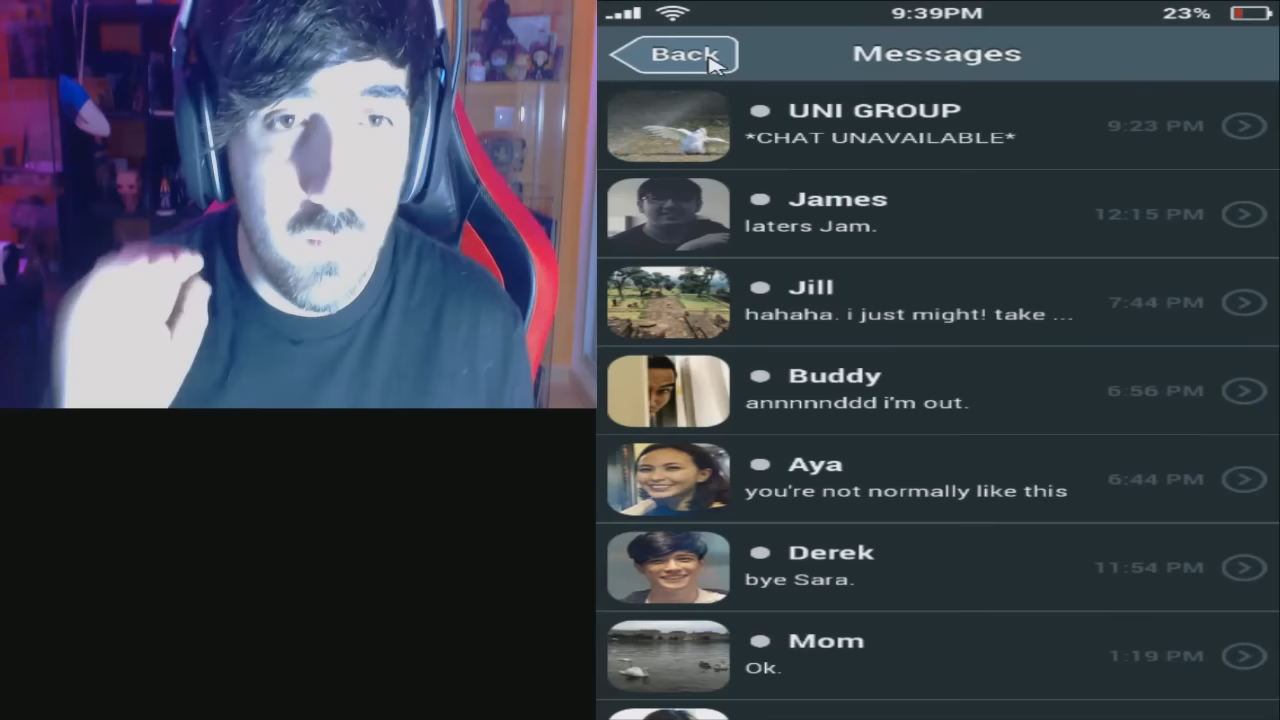 9:39PM
23%
Back
Messages
UNI GROUP
*CHAT UNAVAILABLE*
9:23 PM
James
laters Jam.
12:15 PM
Jill
hahaha. i just might! take ...
7:44 PM
Buddy
annnnnddd i'm out.
6:56 PM
Aya
you're not normally like this
6:44 PM
Derek
bye Sara.
11:54 PM
Mom
Ok.
1:19 PM